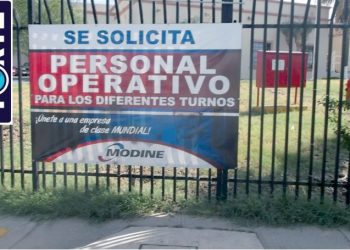 SE SOLICITA
PERSONAL
OPERATIVO
PARA LOS DIFERENTES TURNOS
¡Únete a una empresa
de clase MUNDIAL!
MODINE